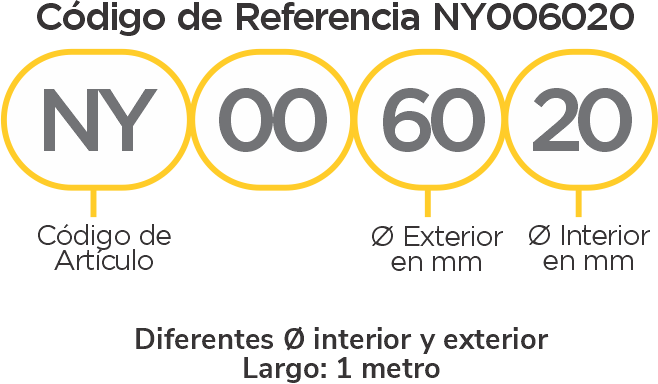 Código de Referencia NY006020
NY 00 60 20
Código de Artículo
Ø Exterior en mm
Ø Interior en mm
Diferentes Ø interior y exterior
Largo: 1 metro